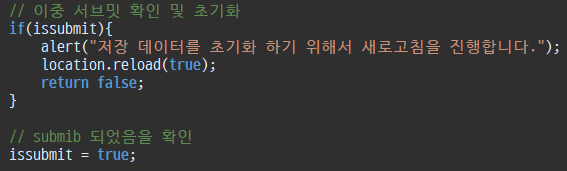 // 이중 서브밋 확인 및 초기화
if(issubmit){
    alert("저장 데이터를 초기화 하기 위해서 새로고침을 진행합니다.");
    location.reload(true);
    return false;
}
// submib 되었음을 확인
issubmit = true;